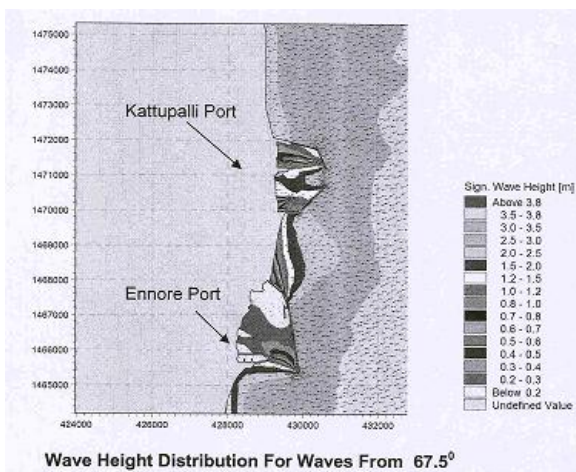 1475000
1474000
1473000
1472000
1471000
1470000
1469000
1468000
1467000
1466000
1465000
Kattupalli Port
Ennore Port
424000 426000 428000 430000 432000
Sign. Wave Height [m]
Above 3.8
3.5 - 3.8
3.0 - 3.5
2.5 - 3.0
2.0 - 2.5
1.5 - 2.0
1.2 - 1.5
1.0 - 1.2
0.8 - 1.0
0.7 - 0.8
0.6 - 0.7
0.5 - 0.6
0.4 - 0.5
0.3 - 0.4
0.2 - 0.3
Below 0.2
Undefined Value
Wave Height Distribution For Waves From 67.5⁰